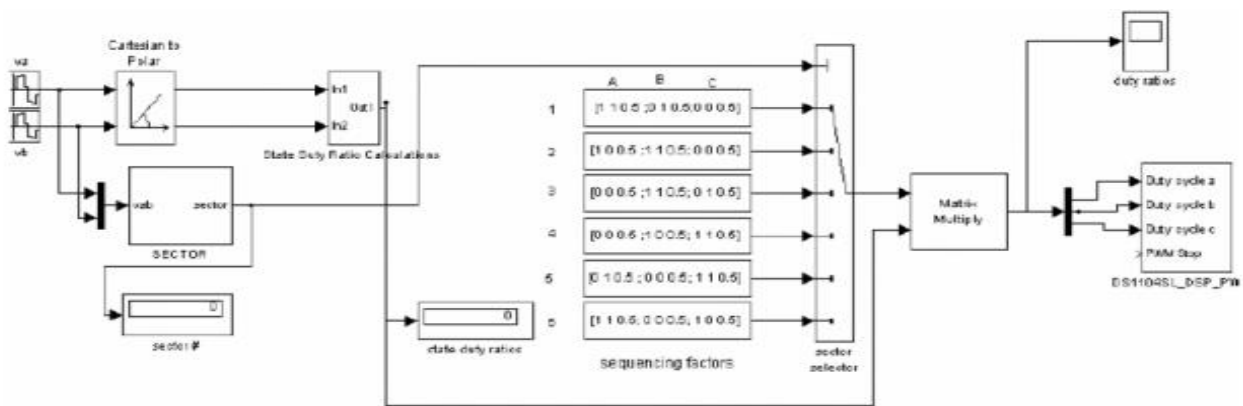 va
vb
Cartesian to
Polar
In1
In2
Out1
State Duty Ratio Calculations
vab
sector
SECTOR
0
sector #
0
state duty ratios
A B C
1 [1 1 0.5 ;0 1 0.5;0 0 0.5]
2 [1 0 0.5 ;1 1 0.5; 0 0 0.5]
3 [0 0 0.5 ;1 1 0.5; 0 1 0.5]
4 [0 0 0.5 ;1 0 0.5; 1 1 0.5]
5 [0 1 0.5 ; 0 0 0.5; 1 1 0.5]
6 [1 1 0.5; 0 0 0.5; 1 0 0.5]
sequencing factors
sector
selector
Matrix
Multiply
duty ratios
Duty cycle a
Duty cycle b
Duty cycle c
PWM Stop
DS1104SL_DSP_PW